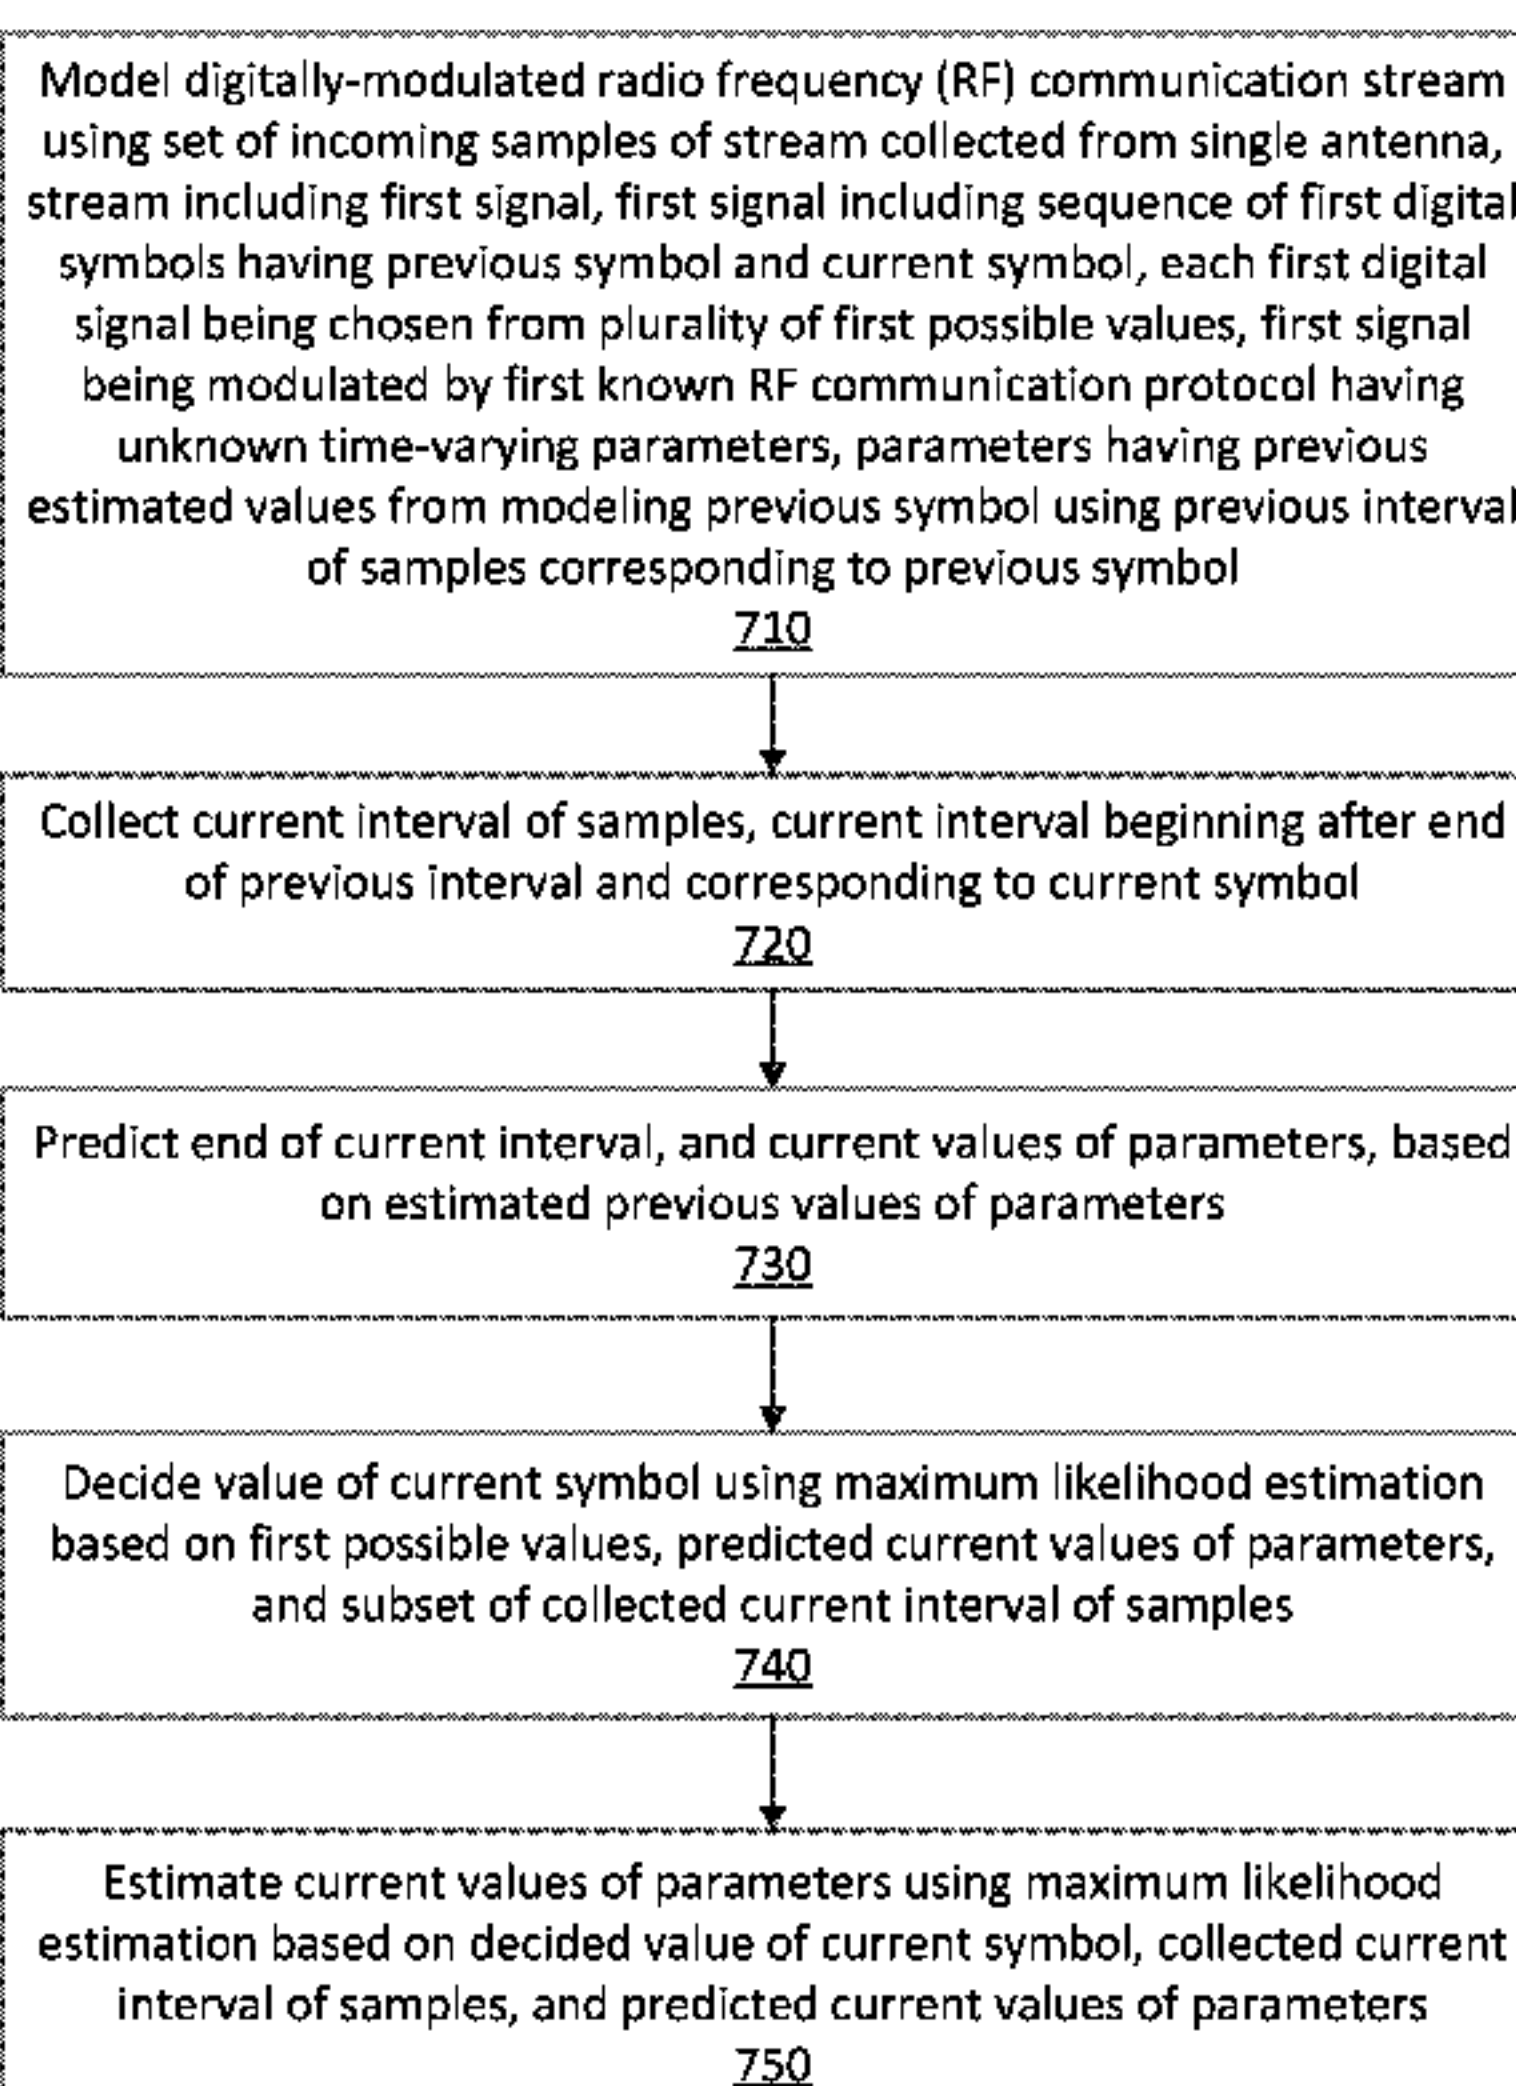 Model digitally-modulated radio frequency (RF) communication stream
using set of incoming samples of stream collected from single antenna,
stream including first signal, first signal including sequence of first digital
symbols having previous symbol and current symbol, each first digital
signal being chosen from plurality of first possible values, first signal
being modulated by first known RF communication protocol having
unknown time-varying parameters, parameters having previous
estimated values from modeling previous symbol using previous interval
of samples corresponding to previous symbol
710
Collect current interval of samples, current interval beginning after end
of previous interval and corresponding to current symbol
720
Predict end of current interval, and current values of parameters, based
on estimated previous values of parameters
730
Decide value of current symbol using maximum likelihood estimation
based on first possible values, predicted current values of parameters,
and subset of collected current interval of samples
740
Estimate current values of parameters using maximum likelihood
estimation based on decided value of current symbol, collected current
interval of samples, and predicted current values of parameters
750